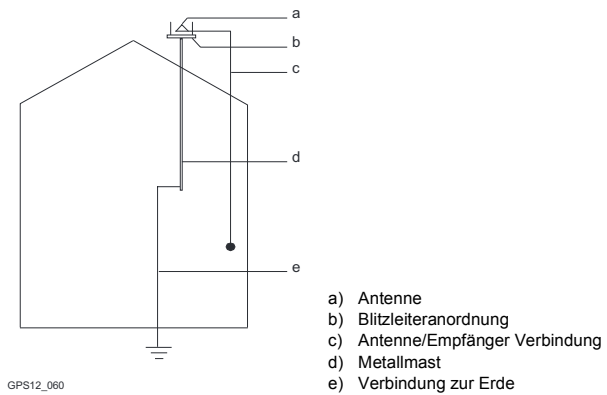 a
b
c
d
e
a) Antenne
b) Blitzleiteranordnung
c) Antenne/Empfänger Verbindung
d) Metallmast
e) Verbindung zur Erde
GPS12_060